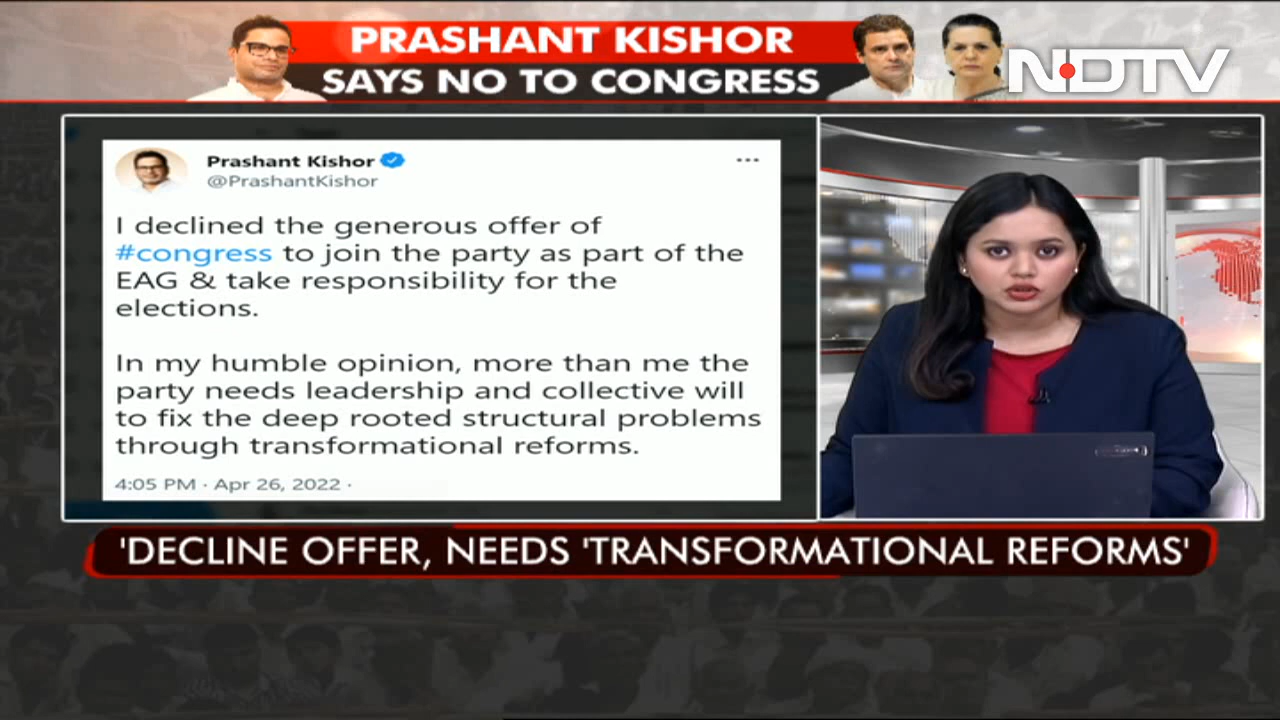 PRASHANT KISHOR
SAYS NO TO CONGRESS
NDTV
Prashant Kishor
@PrashantKishor
I declined the generous offer of
#congress to join the party as part of the
EAG & take responsibility for the
elections.
In my humble opinion, more than me the
party needs leadership and collective will
to fix the deep rooted structural problems
through transformational reforms.
4:05 PM · Apr 26, 2022 ·
'DECLINE OFFER, NEEDS 'TRANSFORMATIONAL REFORMS'